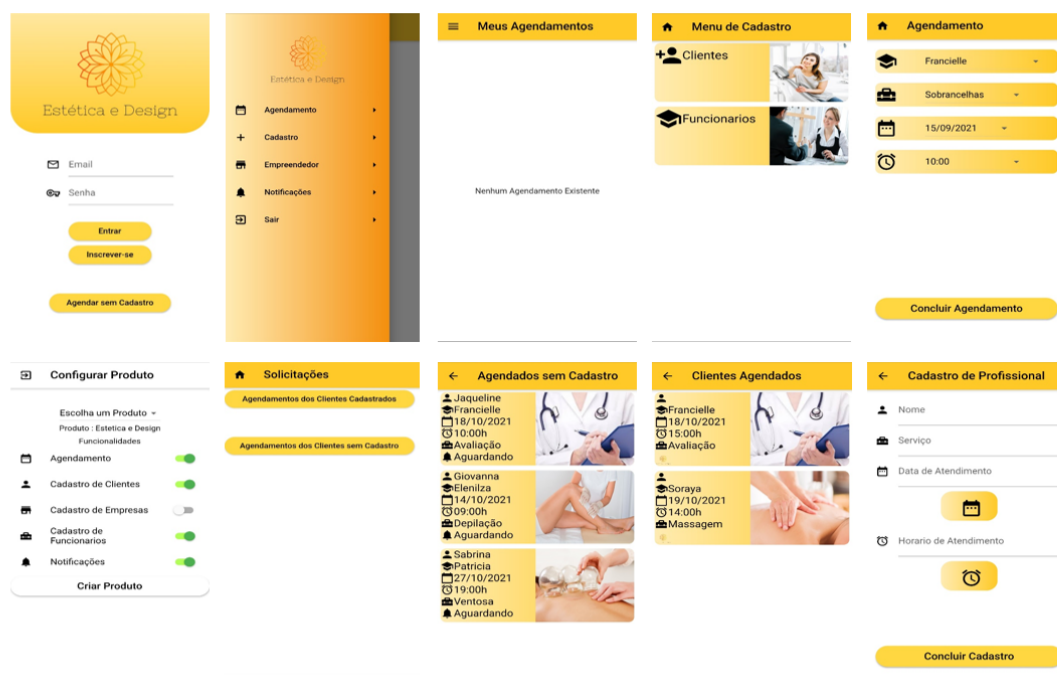 Estética e Design
Email
Senha
Entrar
Inscrever-se
Agendar sem Cadastro
Estética e Design
Agendamento
Cadastro
Empreendedor
Notificações
Sair
Meus Agendamentos
Nenhum Agendamento Existente
Menu de Cadastro
Clientes
Funcionarios
Agendamento
Francielle
Sobrancelhas
15/09/2021
10:00
Concluir Agendamento
Configurar Produto
Escolha um Produto
Produto : Estetica e Design
Funcionalidades
Agendamento
Cadastro de Clientes
Cadastro de Empresas
Cadastro de
Funcionarios
Notificações
Criar Produto
Solicitações
Agendamentos dos Clientes Cadastrados
Agendamentos dos Clientes sem Cadastro
Agendados sem Cadastro
Jaqueline
Francielle
18/10/2021
10:00h
Avaliação
Aguardando
Giovanna
Elenilza
14/10/2021
09:00h
Depilação
Aguardando
Sabrina
Patricia
27/10/2021
19:00h
Ventosa
Aguardando
Clientes Agendados
Francielle
18/10/2021
15:00h
Avaliação
Soraya
19/10/2021
14:00h
Massagem
Cadastro de Profissional
Nome
Serviço
Data de Atendimento
Horario de Atendimento
Concluir Cadastro